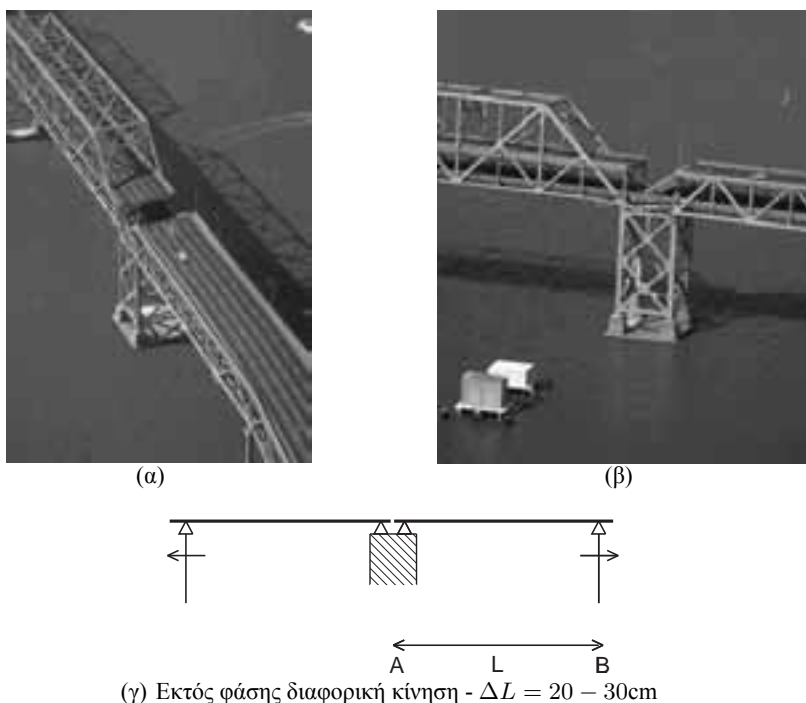 (α)
(β)
A L B
(γ) Εκτός φάσης διαφορική κίνηση - ΔL = 20 − 30cm